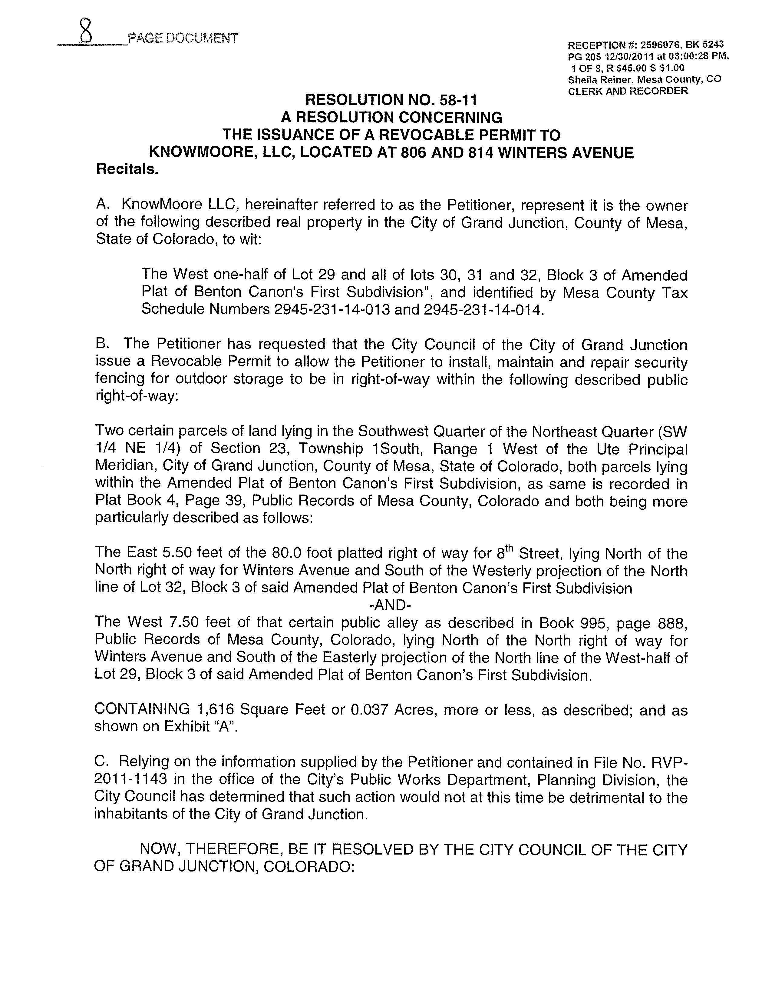 8 PAGE DOCUMENT
RECEPTION #: 2596076, BK 5243
PG 205 12/30/2011 at 03:00:28 PM,
1 OF 8, R $45.00 S $1.00
Sheila Reiner, Mesa County, CO
CLERK AND RECORDER
RESOLUTION NO. 58-11
A RESOLUTION CONCERNING
THE ISSUANCE OF A REVOCABLE PERMIT TO
KNOWMOORE, LLC, LOCATED AT 806 AND 814 WINTERS AVENUE
Recitals.
A. KnowMoore LLC, hereinafter referred to as the Petitioner, represent it is the owner
of the following described real property in the City of Grand Junction, County of Mesa,
State of Colorado, to wit:
The West one-half of Lot 29 and all of lots 30, 31 and 32, Block 3 of Amended
Plat of Benton Canon's First Subdivision", and identified by Mesa County Tax
Schedule Numbers 2945-231-14-013 and 2945-231-14-014.
B. The Petitioner has requested that the City Council of the City of Grand Junction
issue a Revocable Permit to allow the Petitioner to install, maintain and repair security
fencing for outdoor storage to be in right-of-way within the following described public
right-of-way:
Two certain parcels of land lying in the Southwest Quarter of the Northeast Quarter (SW
1/4 NE 1/4) of Section 23, Township 1South, Range 1 West of the Ute Principal
Meridian, City of Grand Junction, County of Mesa, State of Colorado, both parcels lying
within the Amended Plat of Benton Canon’s First Subdivision, as same is recorded in
Plat Book 4, Page 39, Public Records of Mesa County, Colorado and both being more
particularly described as follows:
The East 5.50 feet of the 80.0 foot platted right of way for 8th Street, lying North of the
North right of way for Winters Avenue and South of the Westerly projection of the North
line of Lot 32, Block 3 of said Amended Plat of Benton Canon’s First Subdivision
-AND-
The West 7.50 feet of that certain public alley as described in Book 995, page 888,
Public Records of Mesa County, Colorado, lying North of the North right of way for
Winters Avenue and South of the Easterly projection of the North line of the West-half of
Lot 29, Block 3 of said Amended Plat of Benton Canon’s First Subdivision.
CONTAINING 1,616 Square Feet or 0.037 Acres, more or less, as described; and as
shown on Exhibit “A”.
C. Relying on the information supplied by the Petitioner and contained in File No. RVP-
2011-1143 in the office of the City’s Public Works Department, Planning Division, the
City Council has determined that such action would not at this time be detrimental to the
inhabitants of the City of Grand Junction.
NOW, THEREFORE, BE IT RESOLVED BY THE CITY COUNCIL OF THE CITY
OF GRAND JUNCTION, COLORADO: